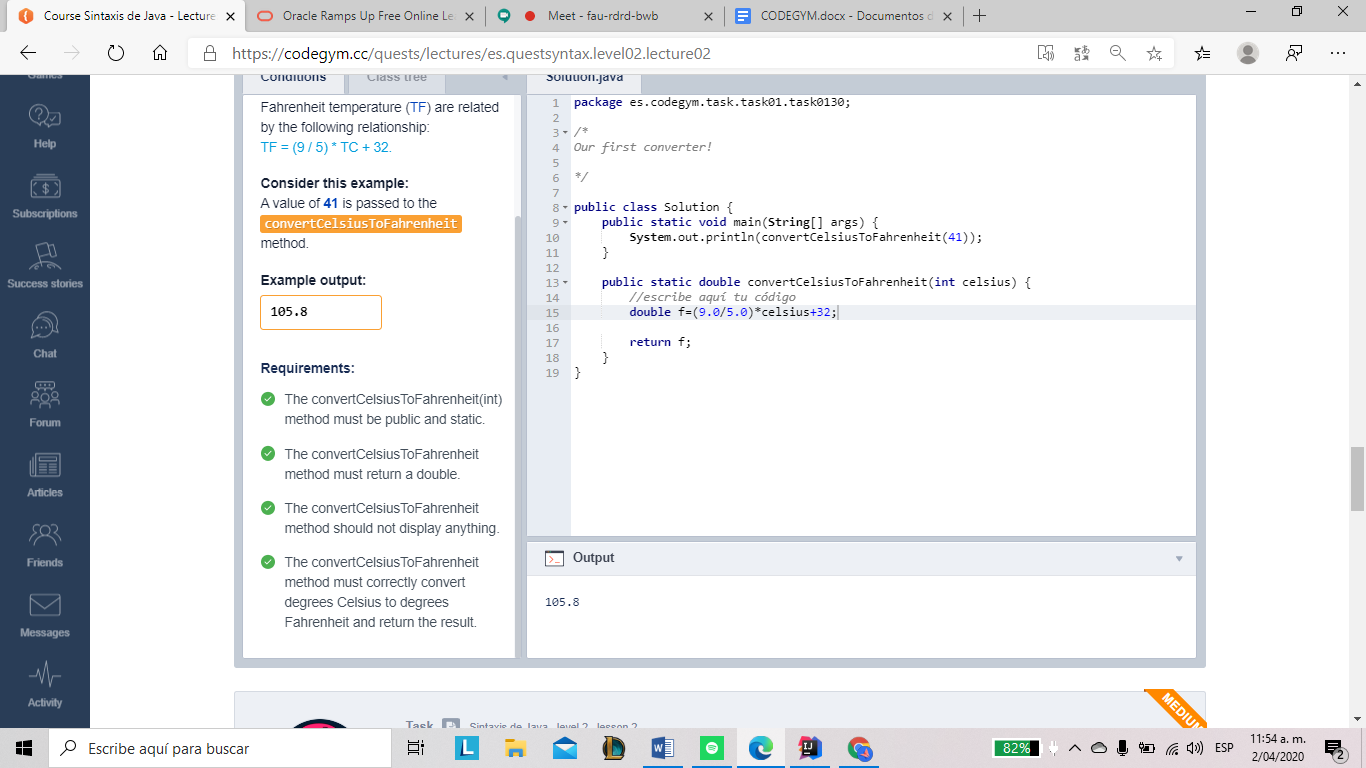 Course Sintaxis de Java - Lecture
Oracle Ramps Up Free Online Le
Meet - fau-rdrd-bwb
CODEGYM.docx - Documentos d
https://codegym.cc/quests/lectures/es.questsyntax.level02.lecture02
Games
Help
Subscriptions
Success stories
Chat
Forum
Articles
Friends
Messages
Activity
Conditions
Class tree
Fahrenheit temperature (TF) are related
by the following relationship:
TF = (9 / 5) * TC + 32.
Consider this example:
A value of 41 is passed to the
convertCelsiusToFahrenheit
method.
Example output:
105.8
Requirements:
The convertCelsiusToFahrenheit(int)
method must be public and static.
The convertCelsiusToFahrenheit
method must return a double.
The convertCelsiusToFahrenheit
method should not display anything.
The convertCelsiusToFahrenheit
method must correctly convert
degrees Celsius to degrees
Fahrenheit and return the result.
Solution.java
1 package es.codegym.task.task01.task0130;
2
3 /*
4 Our first converter!
5
6 */
7
8 public class Solution {
9 public static void main(String[] args) {
10 System.out.println(convertCelsiusToFahrenheit(41));
11 }
12
13 public static double convertCelsiusToFahrenheit(int celsius) {
14 //escribe aquí tu código
15 double f=(9.0/5.0)*celsius+32;
16
17 return f;
18 }
19 }
Output
105.8
Task Sintaxis de Java, level 2, lesson 2
MEDIUM
Escribe aquí para buscar
82%
ESP
11:54 a. m.
2/04/2020
2